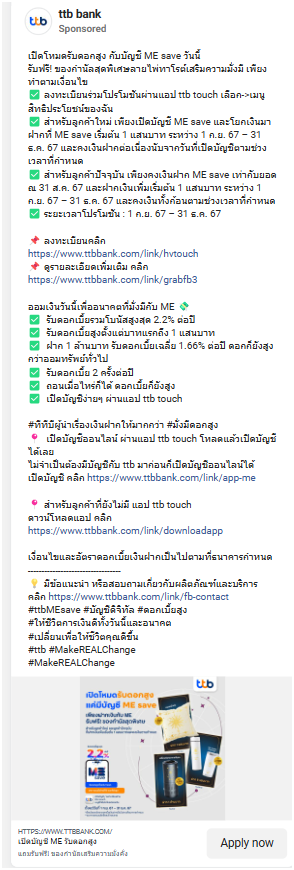 ttb bank
Sponsored
เปิดโหมดรับดอกสูง กับบัญชี ME save วันนี้
รับฟรี! ของกำนัลสุดพิเศษลายไพ่ทาโรต์เสริมความมั่งมี เพียง
ทำตามเงื่อนไข
✅ ลงทะเบียนร่วมโปรโมชั่นผ่านแอป ttb touch เลือก->เมนู
สิทธิประโยชน์ของฉัน
✅ สำหรับลูกค้าใหม่ เพียงเปิดบัญชี ME save และโยกเงินมา
ฝากที่ ME save เริ่มต้น 1 แสนบาท ระหว่าง 1 ก.ย. 67 – 31
ธ.ค. 67 และคงเงินฝากต่อเนื่องนับจากวันที่เปิดบัญชีตามช่วง
เวลาที่กำหนด
✅ สำหรับลูกค้าปัจจุบัน เพียงคงเงินฝาก ME save เท่ากับยอด
ณ 31 ส.ค. 67 และฝากเงินเพิ่มเริ่มต้น 1 แสนบาท ระหว่าง 1
ก.ย. 67 – 31 ธ.ค. 67 และคงเงินทั้งก้อนตามช่วงเวลาที่กำหนด
✅ ระยะเวลาโปรโมชั่น : 1 ก.ย. 67 – 31 ธ.ค. 67
📌 ลงทะเบียนคลิก
https://www.ttbbank.com/link/hvtouch
📌 ดูรายละเอียดเพิ่มเติม คลิก
https://www.ttbbank.com/link/grabfb3
ออมเงินวันนี้เพื่ออนาคตที่มั่งมีกับ ME 💸
✅ รับดอกเบี้ยรวมโบนัสสูงสุด 2.2% ต่อปี
✅ รับดอกเบี้ยสูงตั้งแต่บาทแรกถึง 1 แสนบาท
✅ ฝาก 1 ล้านบาท รับดอกเบี้ยเฉลี่ย 1.66% ต่อปี ดอกก็ยังสูง
กว่าออมทรัพย์ทั่วไป
✅ รับดอกเบี้ย 2 ครั้งต่อปี
✅ ถอนเมื่อไหร่ก็ได้ ดอกเบี้ยก็ยังสูง
✅ เปิดบัญชีง่ายๆ ผ่านแอป ttb touch
#ทีทีบีผู้นำเรื่องเงินฝากให้มากกว่า #มั่งมีดอกสูง
📍 เปิดบัญชีออนไลน์ ผ่านแอป ttb touch โหลดแล้วเปิดบัญชี
ได้เลย
ไม่จำเป็นต้องมีบัญชีกับ ttb มาก่อนก็เปิดบัญชีออนไลน์ได้
เปิดบัญชี คลิก https://www.ttbbank.com/link/app-me
📍 สำหรับลูกค้าที่ยังไม่มี แอป ttb touch
ดาวน์โหลดแอป คลิก
https://www.ttbbank.com/link/downloadapp
เงื่อนไขและอัตราดอกเบี้ยเงินฝากเป็นไปตามที่ธนาคารกำหนด
-------------------------------
💡 มีข้อแนะนำ หรือสอบถามเกี่ยวกับผลิตภัณฑ์และบริการ
คลิก https://www.ttbbank.com/link/fb-contact
#ttbMEsave #บัญชีดิจิทัล #ดอกเบี้ยสูง
#ให้ชีวิตการเงินดีทั้งวันนี้และอนาคต
#เปลี่ยนเพื่อให้ชีวิตคุณดีขึ้น
#ttb #MakeREALChange
#MakeREALChange
ttb
เปิดโหมดรับดอกสูง
แค่มีบัญชี ME save
2.2%
ME
HTTPS://WWW.TTBBANK.COM/
เปิดบัญชี ME รับดอกสูง
แถมรับฟรี! ของกำนัลเสริมความมั่งคั่ง
Apply now